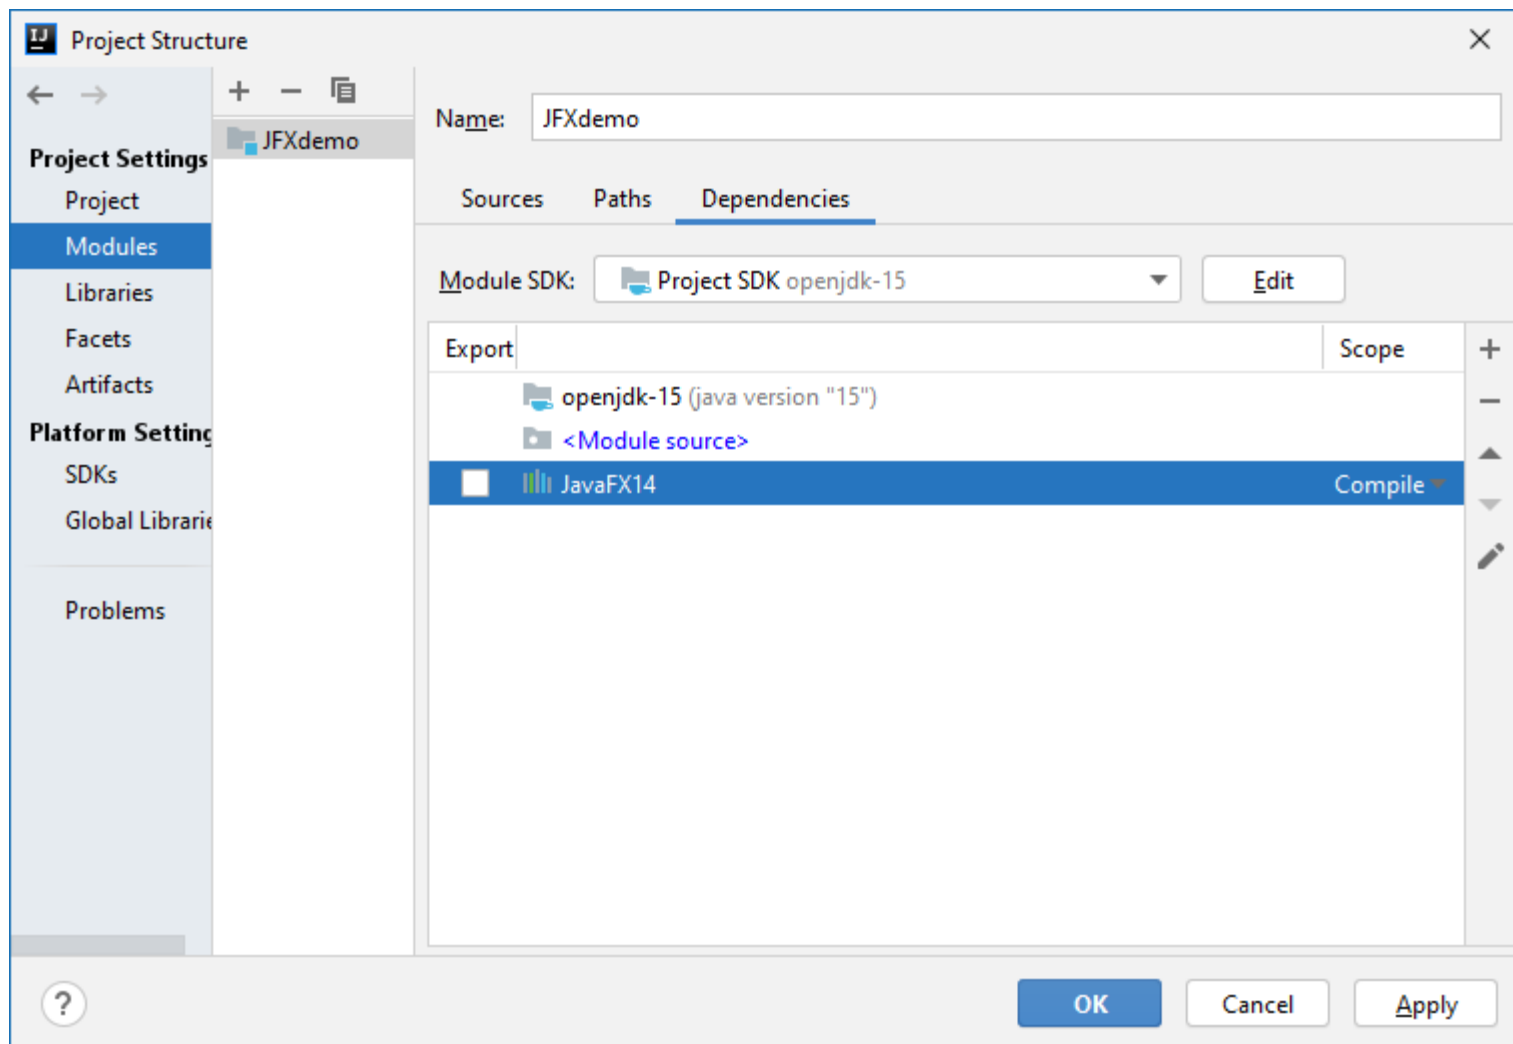 IJ Project Structure
Project Settings
Project
Modules
Libraries
Facets
Artifacts
Platform Setting
SDKs
Global Librarie
Problems
JFXdemo
Name: JFXdemo
Sources Paths Dependencies
Module SDK: Project SDK openjdk-15 Edit
Export Scope
openjdk-15 (java version "15")
<Module source>
JavaFX14 Compile
? OK Cancel Apply